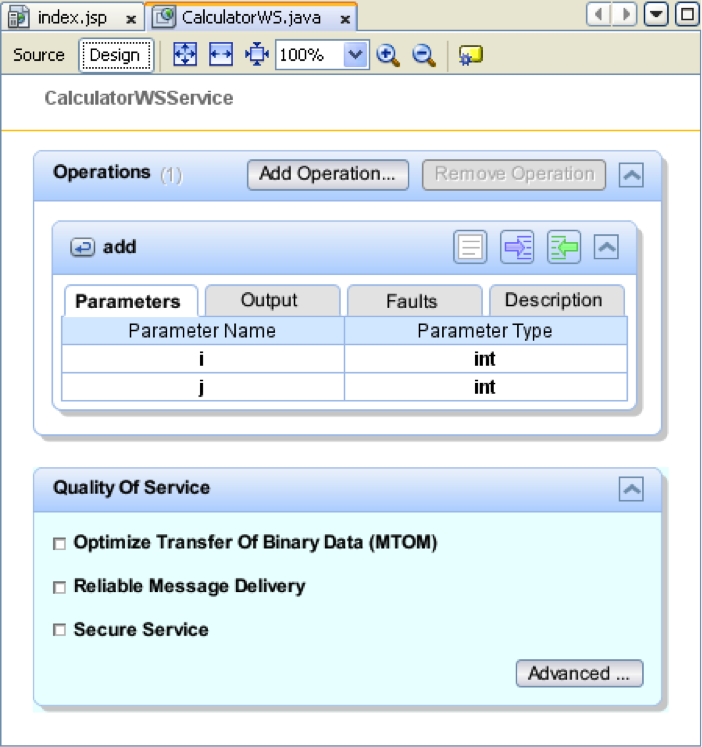 index.jsp x CalculatorWS.java x
Source Design 100%
CalculatorWSService
Operations (1) Add Operation... Remove Operation
add
Parameters Output Faults Description
Parameter Name Parameter Type
i int
j int
Quality Of Service
Optimize Transfer Of Binary Data (MTOM)
Reliable Message Delivery
Secure Service
Advanced ...